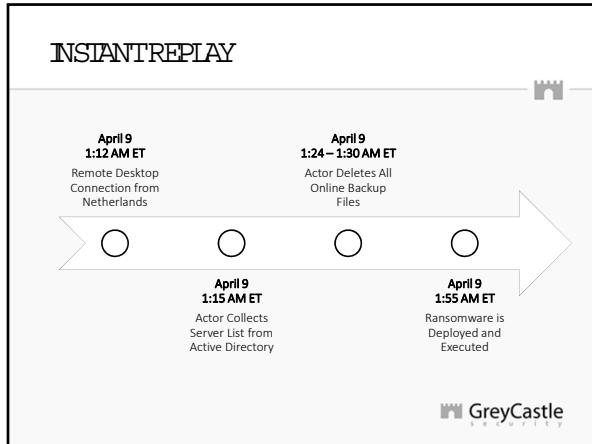 INSTANT REPLAY
April 9
1:12 AM ET
Remote Desktop
Connection from
Netherlands
April 9
1:15 AM ET
Actor Collects
Server List from
Active Directory
April 9
1:24 – 1:30 AM ET
Actor Deletes All
Online Backup
Files
April 9
1:55 AM ET
Ransomware is
Deployed and
Executed
GreyCastle
security